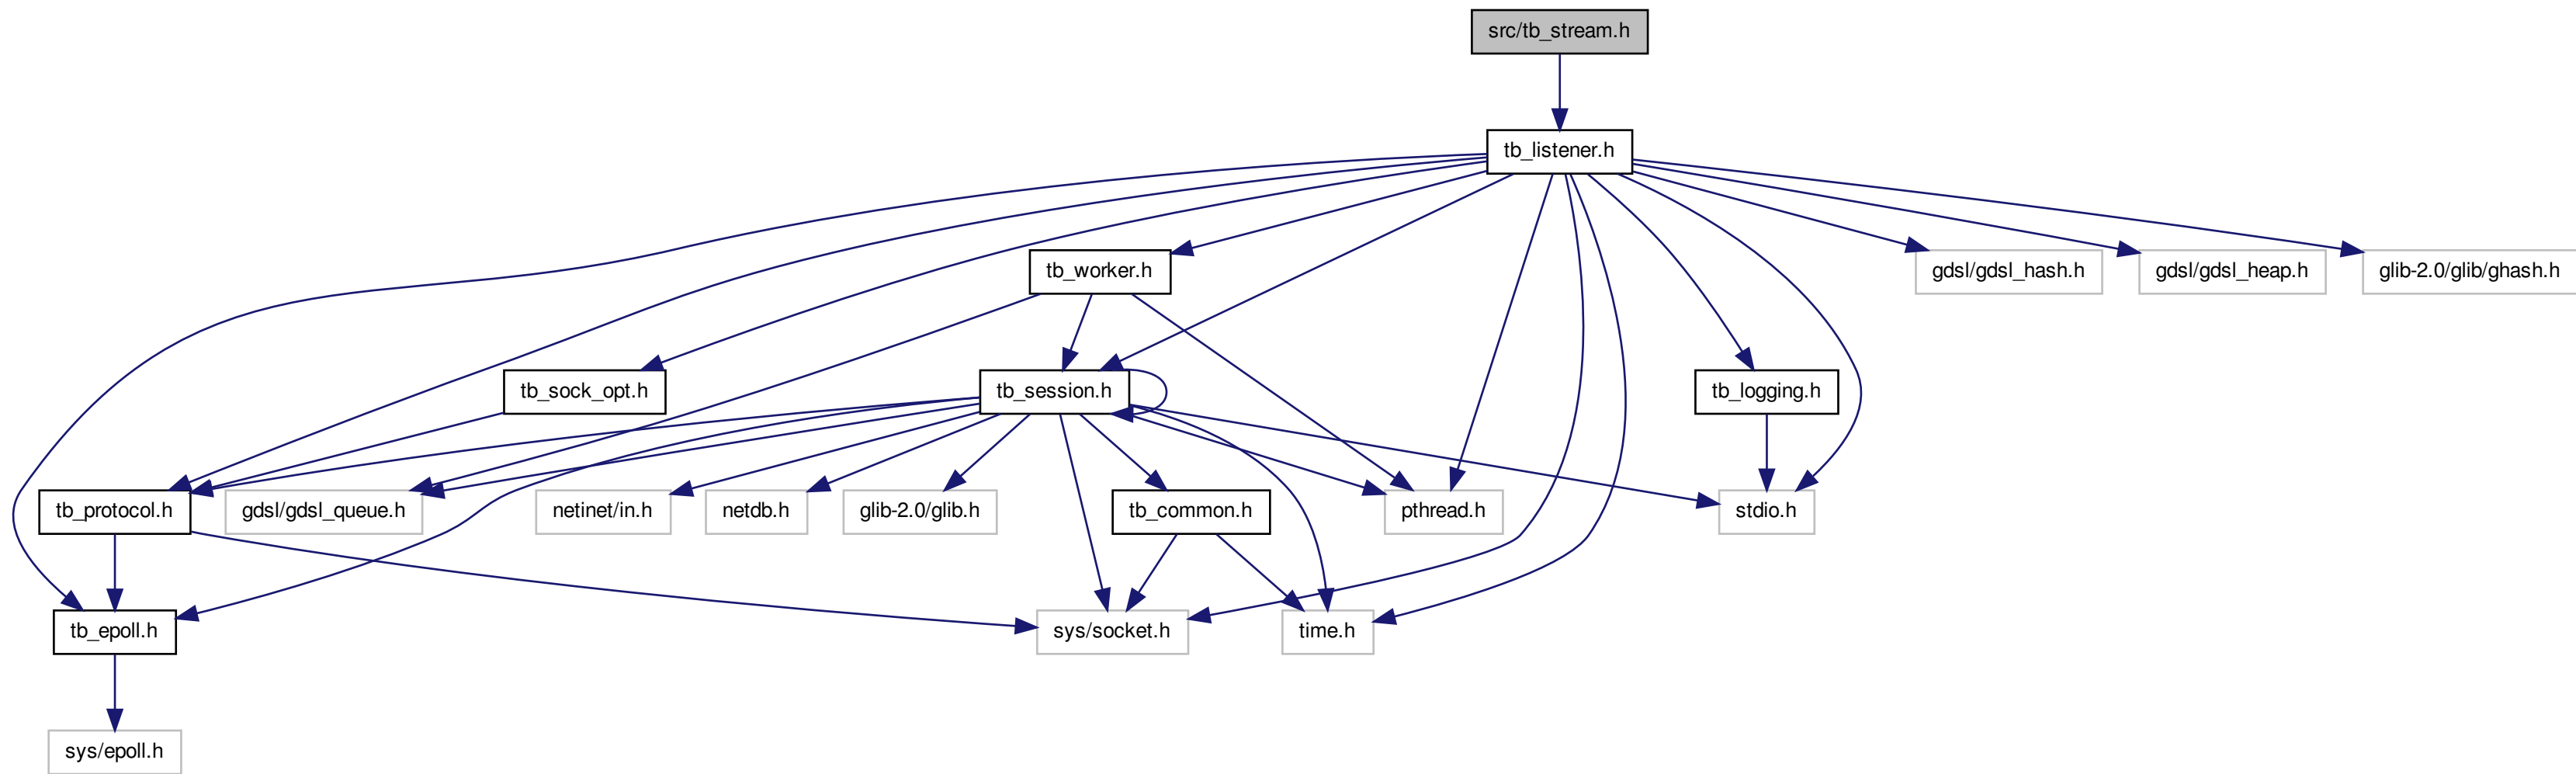 src/tb_stream.h
tb_listener.h
tb_worker.h
gdsl/gdsl_hash.h
gdsl/gdsl_heap.h
glib-2.0/glib/ghash.h
tb_sock_opt.h
tb_session.h
tb_logging.h
tb_protocol.h
gdsl/gdsl_queue.h
netinet/in.h
netdb.h
glib-2.0/glib.h
tb_common.h
pthread.h
stdio.h
tb_epoll.h
sys/socket.h
time.h
sys/epoll.h